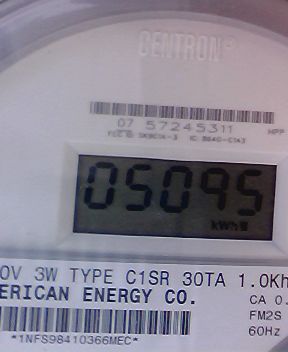 CENTRON®
07 57245311 HPP
05095
kWh
0V 3W TYPE C1SR 30TA 1.0Kh
ERICAN ENERGY CO. CA 0.
FM2S
60Hz
*1NFS98410366MEC*